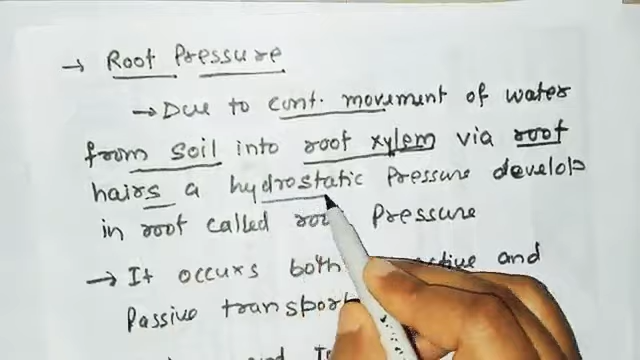 → Root Pressure
→ Due to cont. movement of water
from soil into root xylem via root
hairs a hydrostatic Pressure develop
in root called Pressure
→ It occurs both and
Passive transport
and